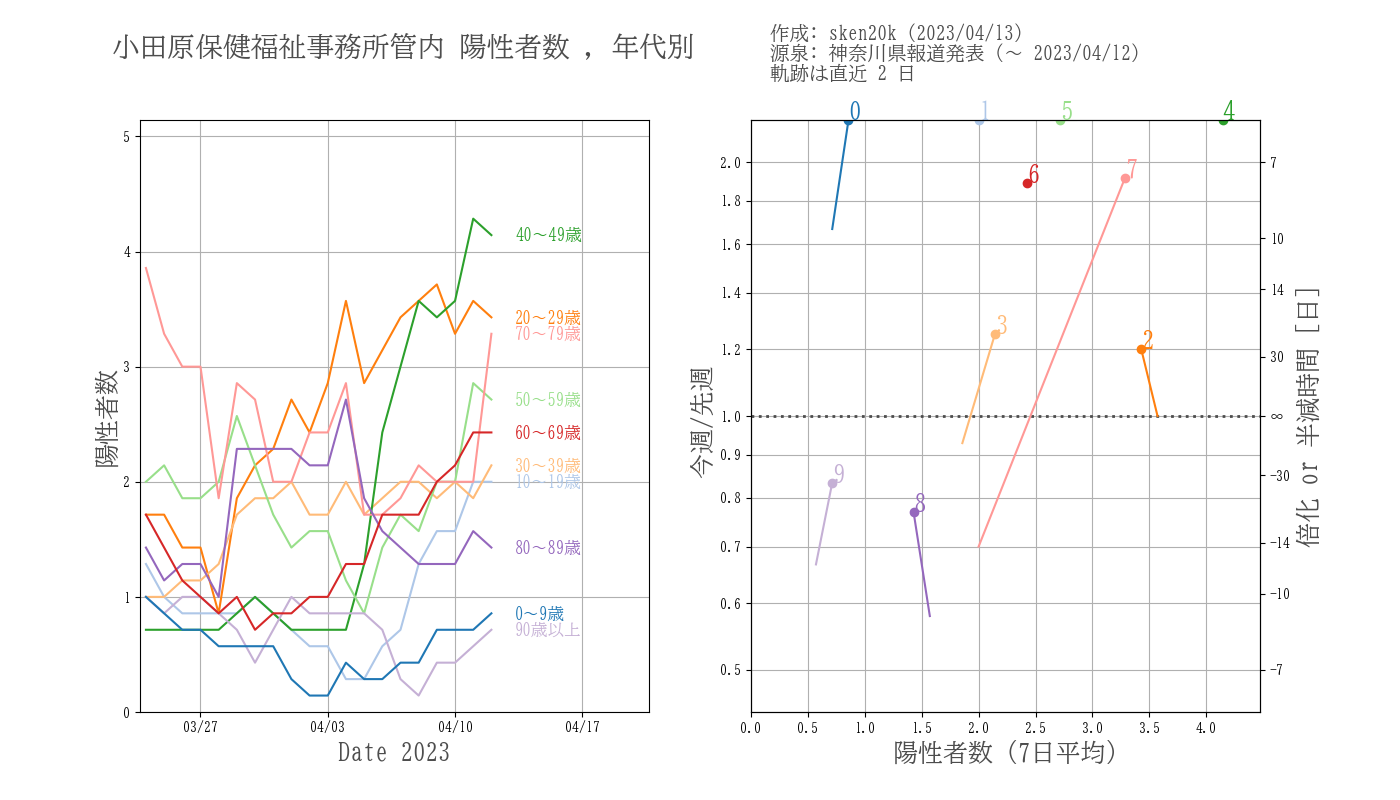 小田原保健福祉事務所管内 陽性者数 , 年代別
作成: sken20k (2023/04/13)
源泉: 神奈川県報道発表 (〜 2023/04/12)
軌跡は直近 2 日
陽性者数
5
4
3
2
1
0
40〜49歳
20〜29歳
70〜79歳
50〜59歳
60〜69歳
30〜39歳
10〜19歳
80〜89歳
0〜9歳
90歳以上
03/27
04/03
04/10
04/17
Date 2023
今週/先週
2.0
1.8
1.6
1.4
1.2
1.0
0.9
0.8
0.7
0.6
0.5
0
1
5
4
6
7
3
2
9
8
7
10
14
30
∞
-30
-14
-10
-7
倍化 or 半減時間 [日]
0.0
0.5
1.0
1.5
2.0
2.5
3.0
3.5
4.0
陽性者数 (7日平均)